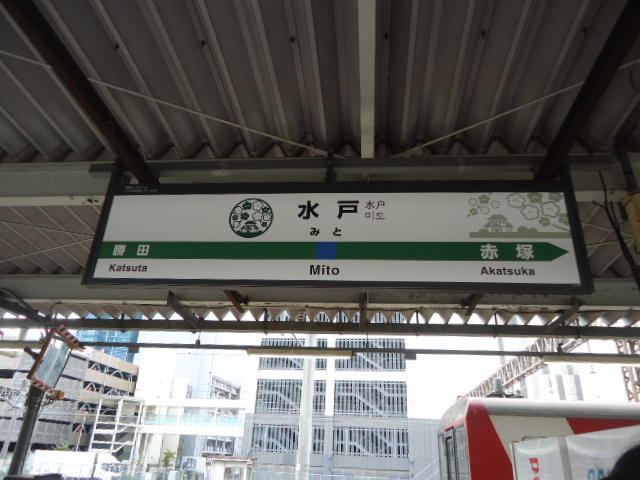 水戸
水户
미토
みと
勝田
赤塚
Katsuta
Mito
Akatsuka